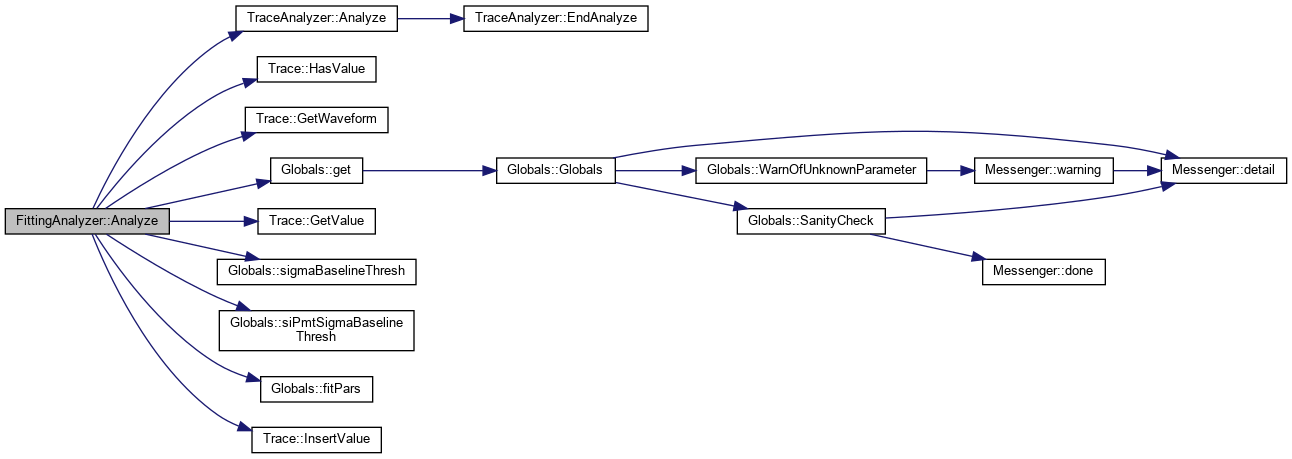 TraceAnalyzer::Analyze
TraceAnalyzer::EndAnalyze
Trace::HasValue
Trace::GetWaveform
Globals::get
Globals::Globals
Globals::WarnOfUnknownParameter
Messenger::warning
Messenger::detail
FittingAnalyzer::Analyze
Trace::GetValue
Globals::SanityCheck
Globals::sigmaBaselineThresh
Messenger::done
Globals::siPmtSigmaBaseline
Thresh
Globals::fitPars
Trace::InsertValue